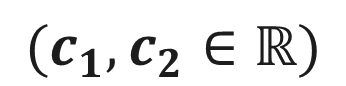 (c₁, c₂ ∈ ℝ)